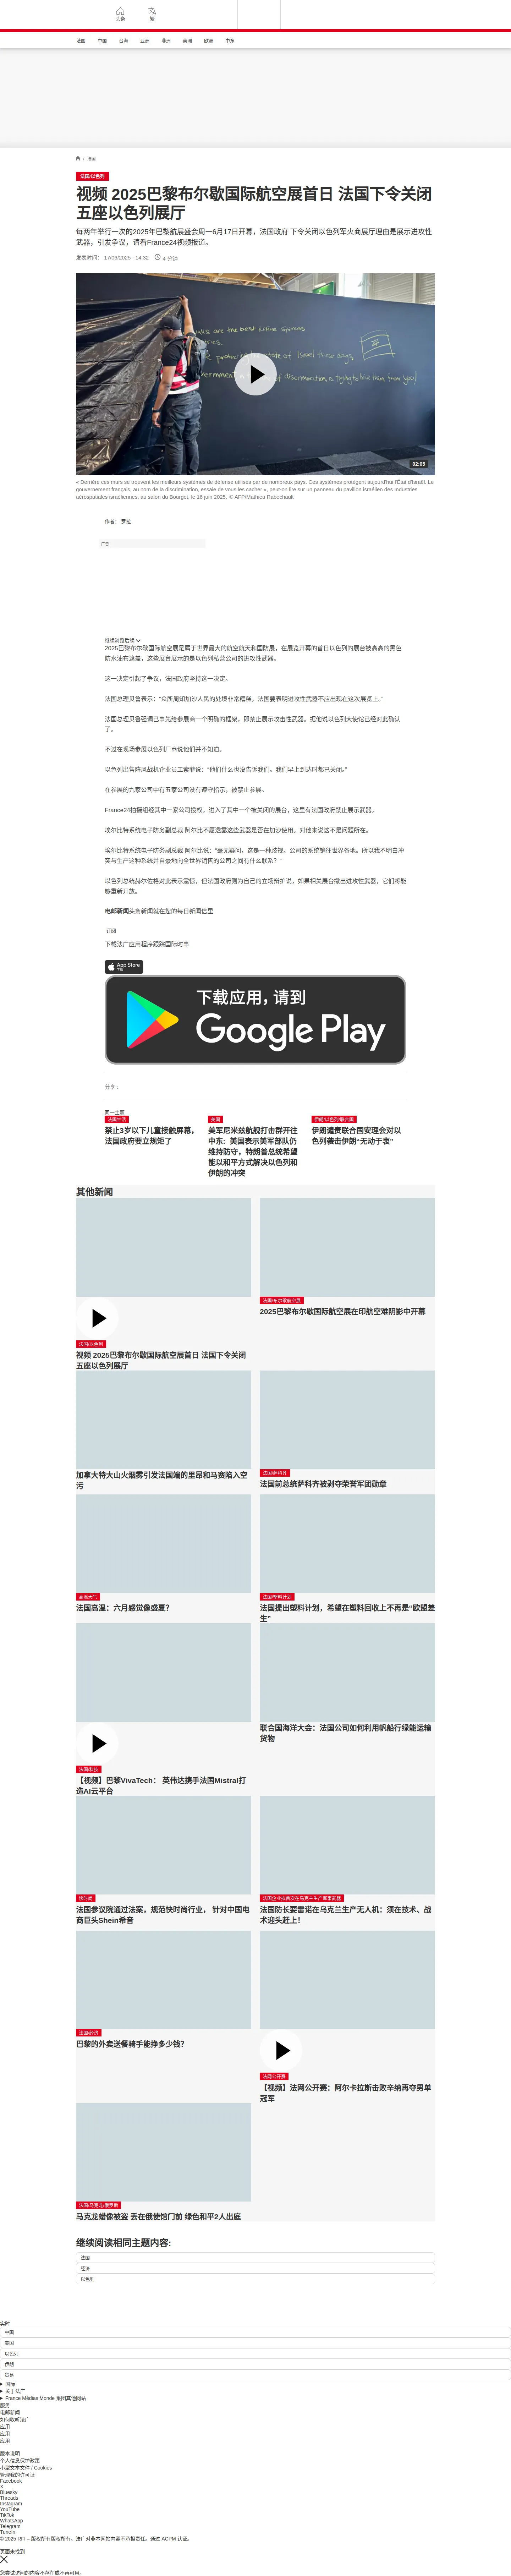 头条
繁
法国
中国
台海
亚洲
非洲
美洲
欧洲
中东
/ 法国
法国/以色列
视频 2025巴黎布尔歇国际航空展首日 法国下令关闭
五座以色列展厅
每两年举行一次的2025年巴黎航展盛会周一6月17日开幕，法国政府 下令关闭以色列军火商展厅理由是展示进攻性
武器，引发争议，请看France24视频报道。
发表时间： 17/06/2025 - 14:32
4 分钟
02:05
« Derrière ces murs se trouvent les meilleurs systèmes de défense utilisés par de nombreux pays. Ces systèmes protègent aujourd'hui l'État d'Israël. Le
gouvernement français, au nom de la discrimination, essaie de vous les cacher », peut-on lire sur un panneau du pavillon israélien des Industries
aérospatiales israéliennes, au salon du Bourget, le 16 juin 2025. © AFP/Mathieu Rabechault
作者： 罗拉
广告
继续浏览后续
2025巴黎布尔歇国际航空展是属于世界最大的航空航天和国防展，在展览开幕的首日以色列的展台被高高的黑色
防水油布遮盖，这些展台展示的是以色列私营公司的进攻性武器。
这一决定引起了争议，法国政府坚持这一决定。
法国总理贝鲁表示：“众所周知加沙人民的处境非常糟糕，法国要表明进攻性武器不应出现在这次展览上。”
法国总理贝鲁强调已事先给参展商一个明确的框架，即禁止展示攻击性武器。据他说以色列大使馆已经对此确认
了。
不过在现场参展以色列厂商说他们并不知道。
以色列出售阵风战机企业员工索菲说：“他们什么也没告诉我们。我们早上到达时都已关闭。”
在参展的九家公司中有五家公司没有遵守指示，被禁止参展。
France24拍摄组经其中一家公司授权，进入了其中一个被关闭的展台，这里有法国政府禁止展示武器。
埃尔比特系统电子防务副总裁 阿尔比不愿透露这些武器是否在加沙使用。对他来说这不是问题所在。
埃尔比特系统电子防务副总裁 阿尔比说：“毫无疑问，这是一种歧视。公司的系统销往世界各地。所以我不明白冲
突与生产这种系统并自豪地向全世界销售的公司之间有什么联系？”
以色列总统赫尔佐格对此表示震惊，但法国政府则为自己的立场辩护说，如果相关展台撤出进攻性武器，它们将能
够重新开放。
电邮新闻头条新闻就在您的每日新闻信里
订阅
下载法广应用程序跟踪国际时事
App Store
下载应用，请到
Google Play
分享 :
同一主题
法国生活
禁止3岁以下儿童接触屏幕，
法国政府要立规矩了
美国
美军尼米兹航舰打击群开往
中东: 美国表示美军部队仍
维持防守，特朗普总统希望
能以和平方式解决以色列和
伊朗的冲突
伊朗/以色列/联合国
伊朗谴责联合国安理会对以
色列袭击伊朗“无动于衷”
其他新闻
法国/以色列
视频 2025巴黎布尔歇国际航空展首日 法国下令关闭
五座以色列展厅
法国/布尔歇航空展
2025巴黎布尔歇国际航空展在印航空难阴影中开幕
加拿大特大山火烟雾引发法国端的里昂和马赛陷入空
污
法国/萨科齐
法国前总统萨科齐被剥夺荣誉军团勋章
高温天气
法国高温：六月感觉像盛夏？
法国/塑料计划
法国提出塑料计划，希望在塑料回收上不再是“欧盟差
生”
法国/科技
【视频】巴黎VivaTech： 英伟达携手法国Mistral打
造AI云平台
联合国海洋大会：法国公司如何利用帆船行绿能运输
货物
快时尚
法国参议院通过法案，规范快时尚行业， 针对中国电
商巨头Shein希音
法国企业或首次在乌克兰生产军事武器
法国防长要雷诺在乌克兰生产无人机：须在技术、战
术迎头赶上！
法国/经济
巴黎的外卖送餐骑手能挣多少钱？
法网公开赛
【视频】法网公开赛：阿尔卡拉斯击败辛纳再夺男单
冠军
法国/马克龙/俄罗斯
马克龙蜡像被盗 丢在俄使馆门前 绿色和平2人出庭
继续阅读相同主题内容:
法国
经济
以色列
实时
中国
美国
以色列
伊朗
贸易
国际
关于法广
France Médias Monde 集团其他网站
服务
电邮新闻
如何收听法广
应用
应用
应用
版本说明
个人信息保护政策
小型文本文件 / Cookies
管理我的许可证
Facebook
X
Bluesky
Threads
Instagram
YouTube
TikTok
WhatsApp
Telegram
TuneIn
© 2025 RFI – 版权所有版权所有。法广对非本网站内容不承担责任。通过 ACPM 认证。
页面未找到
您尝试访问的内容不存在或不再可用。